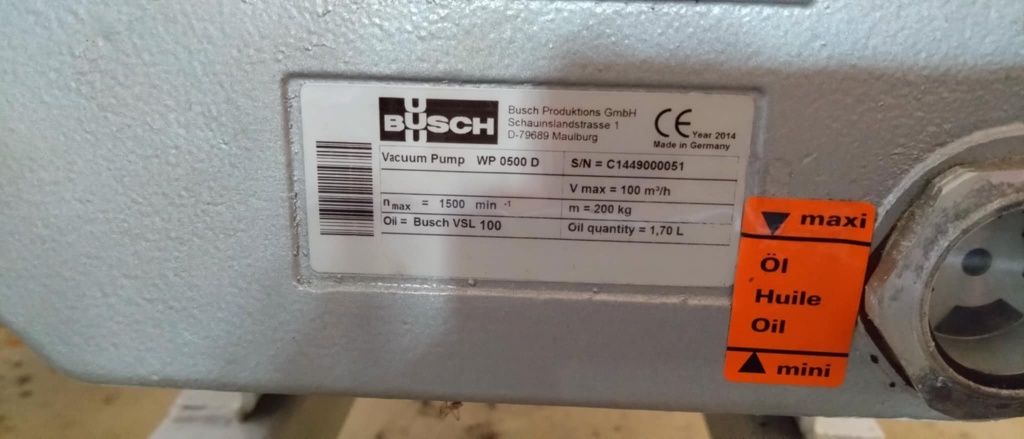 BUSCH
Busch Produktions GmbH
Schauinslandstrasse 1
D-79689 Maulburg
CE Year 2014
Made in Germany
Vacuum Pump WP 0500 D
S/N = C1449000051
V max = 100 m³/h
n max = 1500 min -1
m = 200 kg
Oil = Busch VSL 100
Oil quantity = 1,70 L
maxi
Öl
Huile
Oil
mini